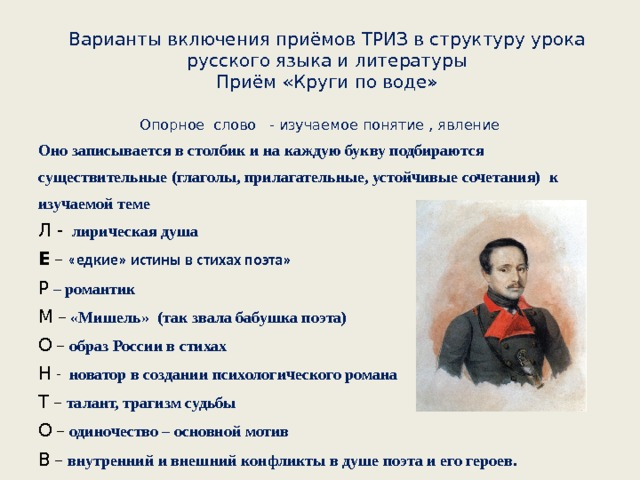 Варианты включения приёмов ТРИЗ в структуру урока
русского языка и литературы
Приём «Круги по воде»
Опорное слово - изучаемое понятие , явление
Оно записывается в столбик и на каждую букву подбираются
существительные (глаголы, прилагательные, устойчивые сочетания) к
изучаемой теме
Л - лирическая душа
Е – «едкие» истины в стихах поэта»
Р – романтик
М – «Мишель» (так звала бабушка поэта)
О – образ России в стихах
Н - новатор в создании психологического романа
Т – талант, трагизм судьбы
О – одиночество – основной мотив
В – внутренний и внешний конфликты в душе поэта и его героев.